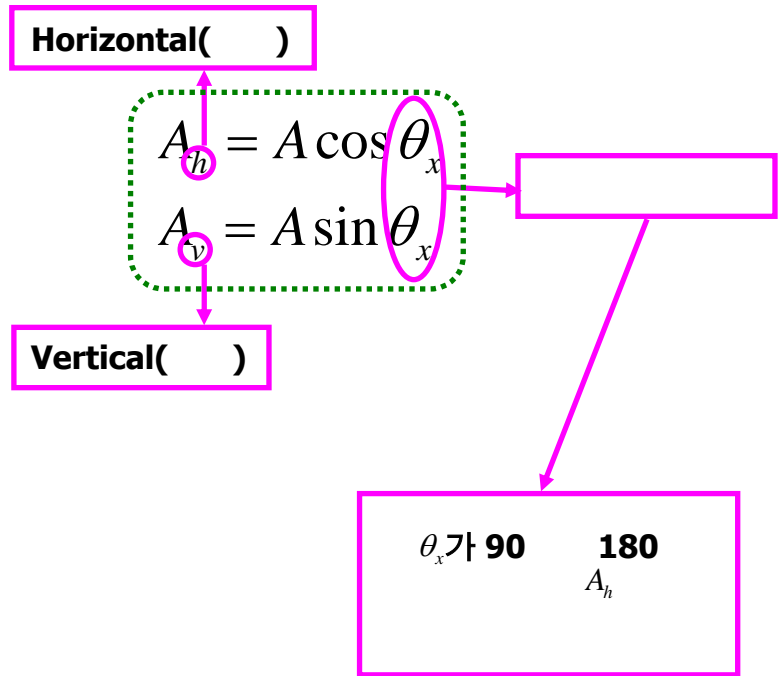 Horizontal( )
A_h = A cos θ_x
A_v = A sin θ_x
Vertical( )
θ_x가 90 180
A_h